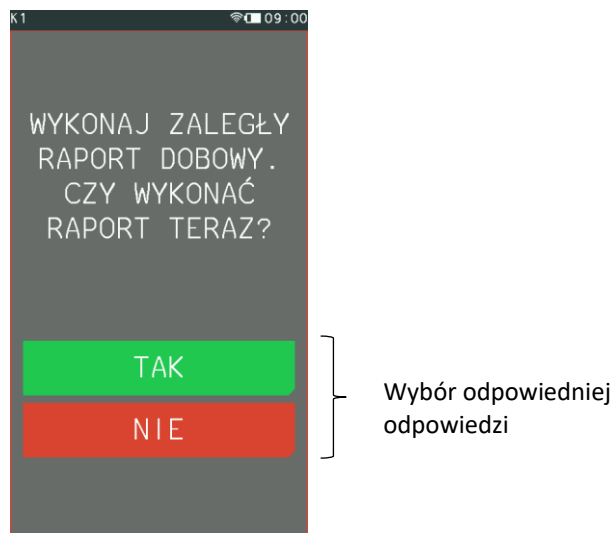 K1 09:00
WYKONAJ ZALEGŁY
RAPORT DOBOWY.
CZY WYKONAĆ
RAPORT TERAZ?
TAK
NIE
Wybór odpowiedniej
odpowiedzi